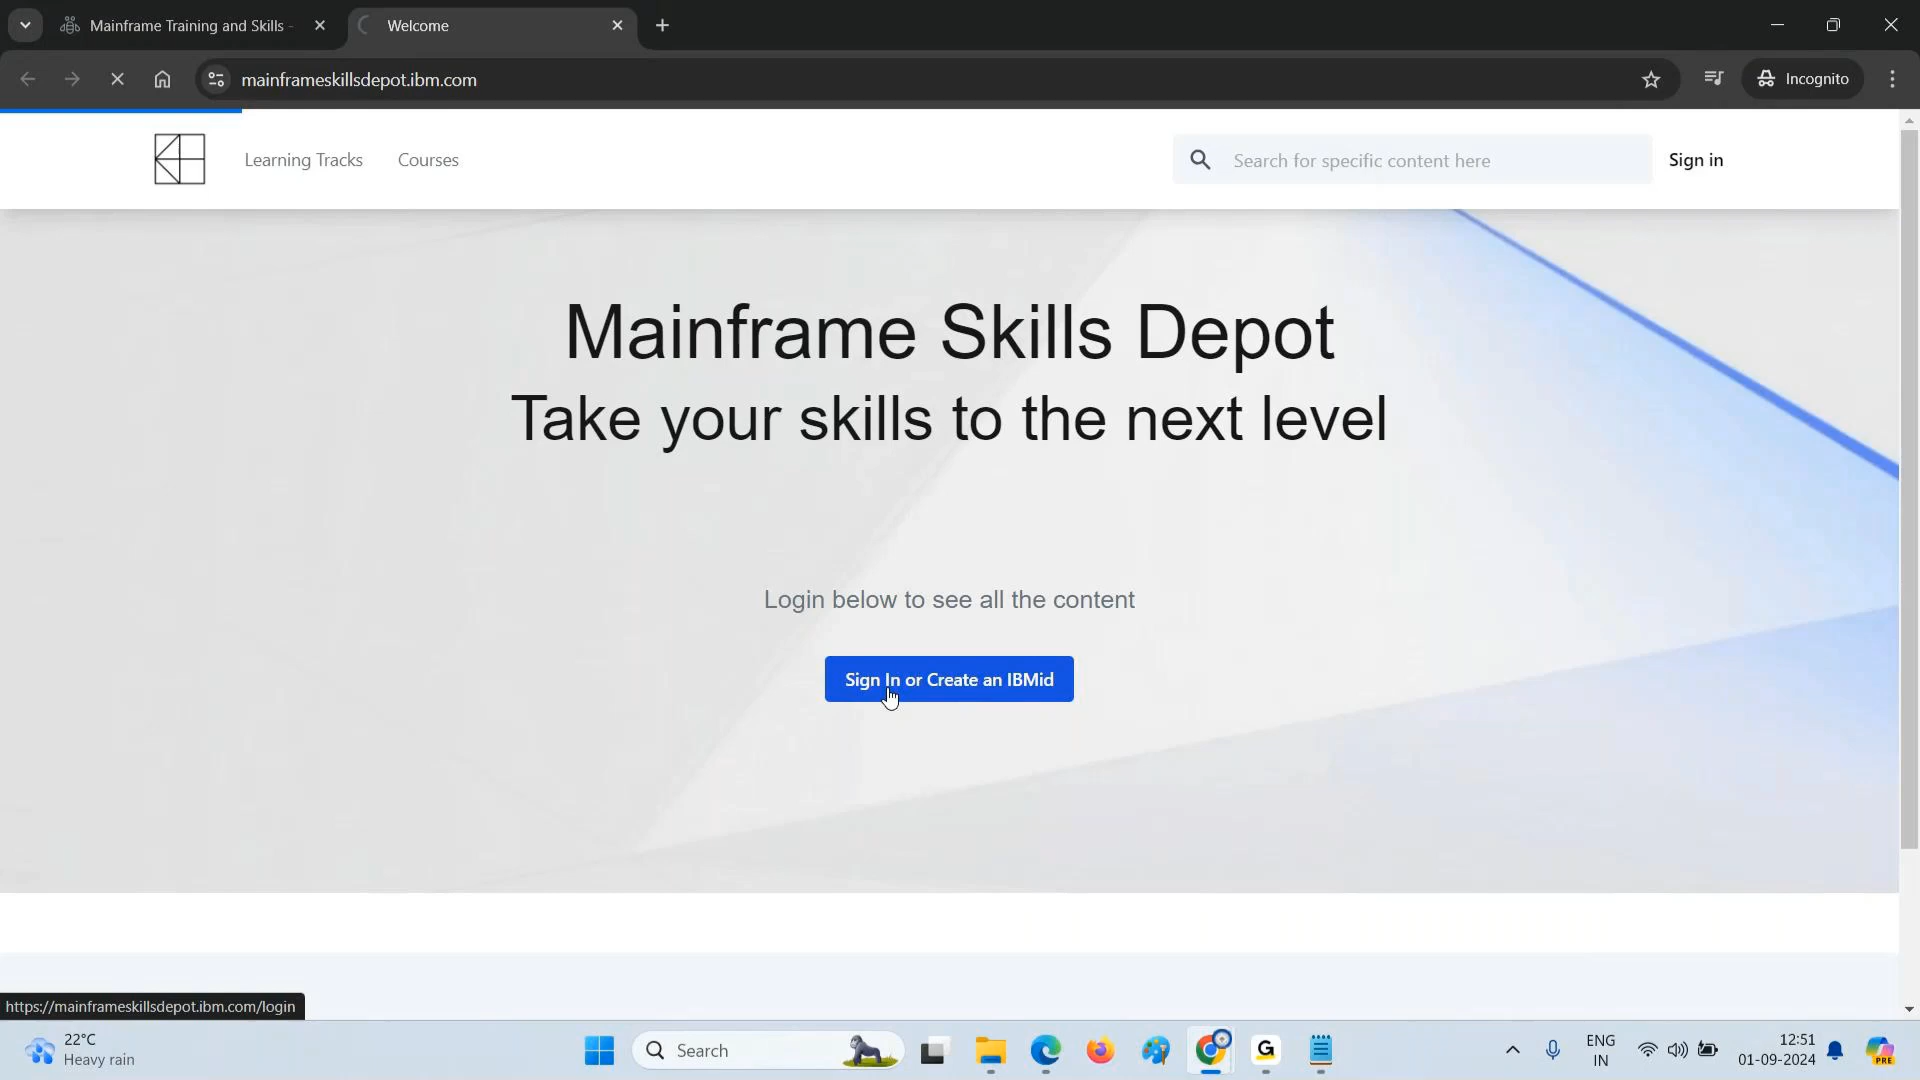 Mainframe Training and Skills -
Welcome
mainframeskillsdepot.ibm.com
Incognito
Learning Tracks
Courses
Search for specific content here
Sign in
Mainframe Skills Depot
Take your skills to the next level
Login below to see all the content
Sign In or Create an IBMid
https://mainframeskillsdepot.ibm.com/login
22°C
Heavy rain
Search
G
ENG
IN
12:51
01-09-2024
PRE